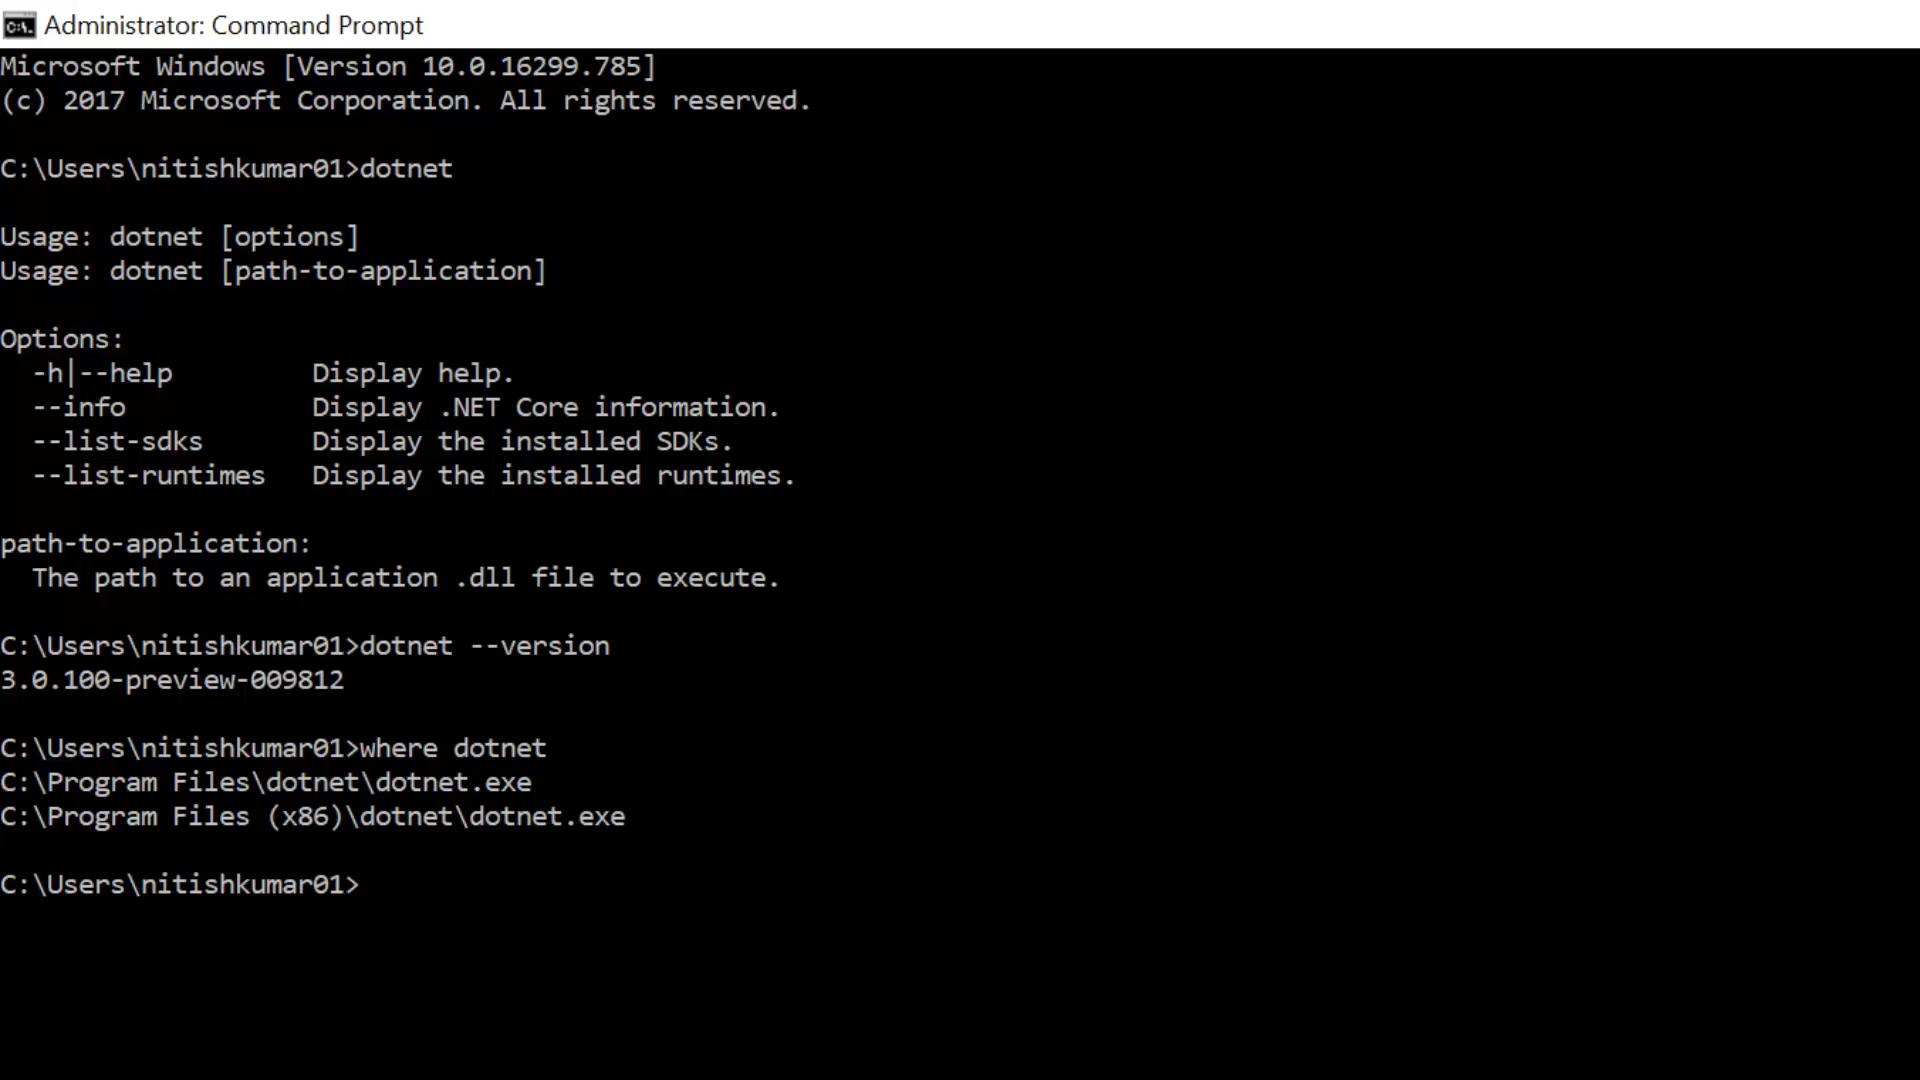 Administrator: Command Prompt
Microsoft Windows [Version 10.0.16299.785]
(c) 2017 Microsoft Corporation. All rights reserved.
C:\Users\nitishkumar01>dotnet
Usage: dotnet [options]
Usage: dotnet [path-to-application]
Options:
-h|--help Display help.
--info Display .NET Core information.
--list-sdks Display the installed SDKs.
--list-runtimes Display the installed runtimes.
path-to-application:
The path to an application .dll file to execute.
C:\Users\nitishkumar01>dotnet --version
3.0.100-preview-009812
C:\Users\nitishkumar01>where dotnet
C:\Program Files\dotnet\dotnet.exe
C:\Program Files (x86)\dotnet\dotnet.exe
C:\Users\nitishkumar01>